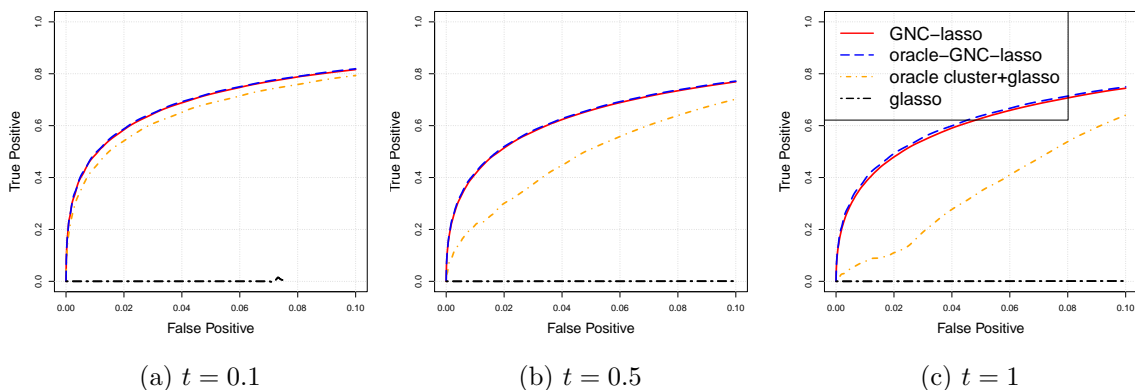 True Positive
0.0
0.2
0.4
0.6
0.8
1.0
0.00
0.02
0.04
0.06
0.08
0.10
False Positive
(a) t = 0.1
True Positive
0.0
0.2
0.4
0.6
0.8
1.0
0.00
0.02
0.04
0.06
0.08
0.10
False Positive
(b) t = 0.5
True Positive
0.0
0.2
0.4
0.6
0.8
1.0
GNC−lasso
oracle−GNC−lasso
oracle cluster+glasso
glasso
0.00
0.02
0.04
0.06
0.08
0.10
False Positive
(c) t = 1